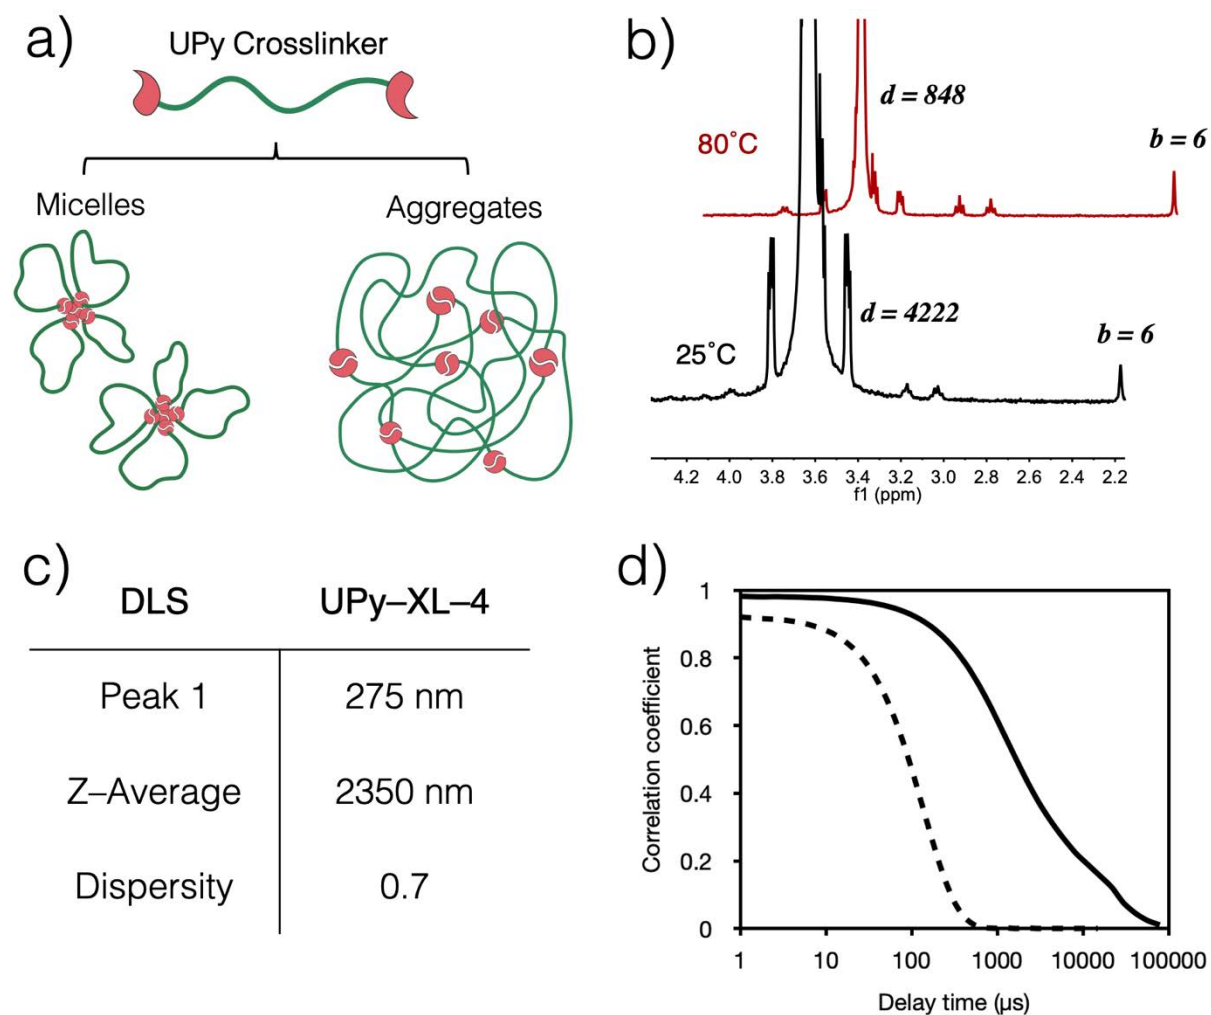 a)
UPy Crosslinker
Micelles
Aggregates
b)
d = 848
80˚C
b = 6
d = 4222
25˚C
b = 6
4.2 4.0 3.8 3.6 3.4 3.2 3.0 2.8 2.6 2.4 2.2
f1 (ppm)
c)
DLS UPy–XL–4
Peak 1 275 nm
Z–Average 2350 nm
Dispersity 0.7
d)
Correlation coefficient
1
0.8
0.6
0.4
0.2
0
1 10 100 1000 10000 100000
Delay time (µs)